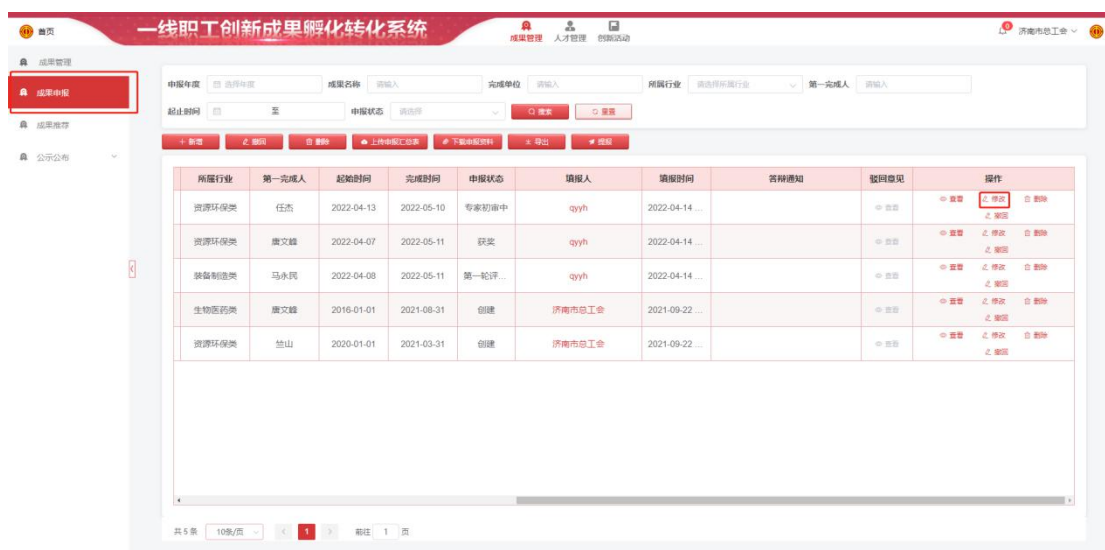 首页 一线职工创新成果孵化转化系统 成果管理 人才管理 创新活动 济南市总工会
成果管理
成果申报
成果推荐
公示公布
申报年度 选择年度 成果名称 请输入 完成单位 请输入 所属行业 请选择所属行业 第一完成人 请输入
起止时间 至 申报状态 请选择 搜索 重置
新增 撤回 删除 上传申报汇总表 下载申报资料 导出 提报
所属行业 第一完成人 起始时间 完成时间 申报状态 填报人 填报时间 答辩通知 驳回意见 操作
资源环保类 任杰 2022-04-13 2022-05-10 专家初审中 qyyh 2022-04-14 ... 查看 查看 修改 删除
撤回
资源环保类 唐文峰 2022-04-07 2022-05-11 获奖 qyyh 2022-04-14 ... 查看 查看 修改 删除
撤回
装备制造类 马永民 2022-04-08 2022-05-11 第一轮评... qyyh 2022-04-14 ... 查看 查看 修改 删除
撤回
生物医药类 唐文峰 2016-01-01 2021-08-31 创建 济南市总工会 2021-09-22 ... 查看 查看 修改 删除
撤回
资源环保类 竺山 2020-01-01 2021-03-31 创建 济南市总工会 2021-09-22 ... 查看 查看 修改 删除
撤回
共 5 条 10条/页 1 前往 1 页